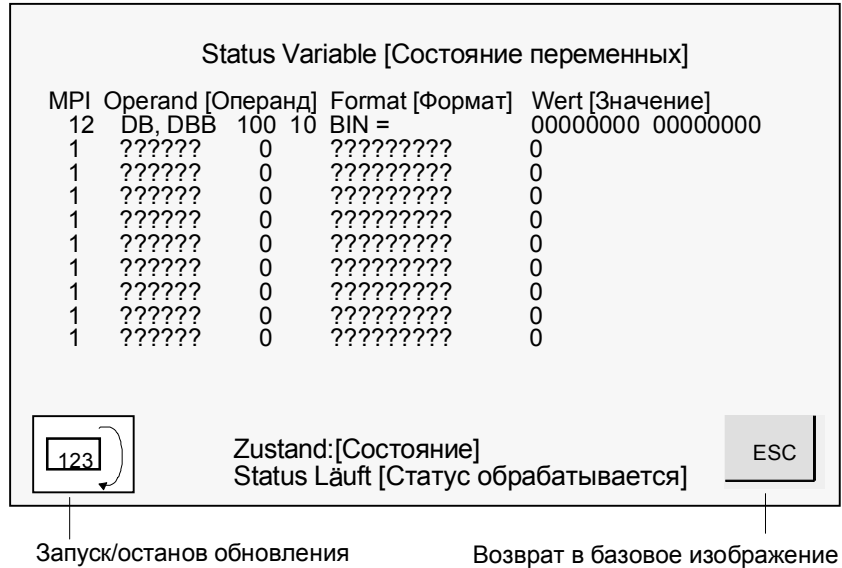 Status Variable [Состояние переменных]
MPI Operand [Операнд] Format [Формат] Wert [Значение]
12 DB, DBB 100 10 BIN = 00000000 00000000
1 ?????? 0 ????????? 0
1 ?????? 0 ????????? 0
1 ?????? 0 ????????? 0
1 ?????? 0 ????????? 0
1 ?????? 0 ????????? 0
1 ?????? 0 ????????? 0
1 ?????? 0 ????????? 0
1 ?????? 0 ????????? 0
1 ?????? 0 ????????? 0
123
Zustand:[Состояние]
Status Läuft [Статус обрабатывается]
ESC
Запуск/останов обновления
Возврат в базовое изображение